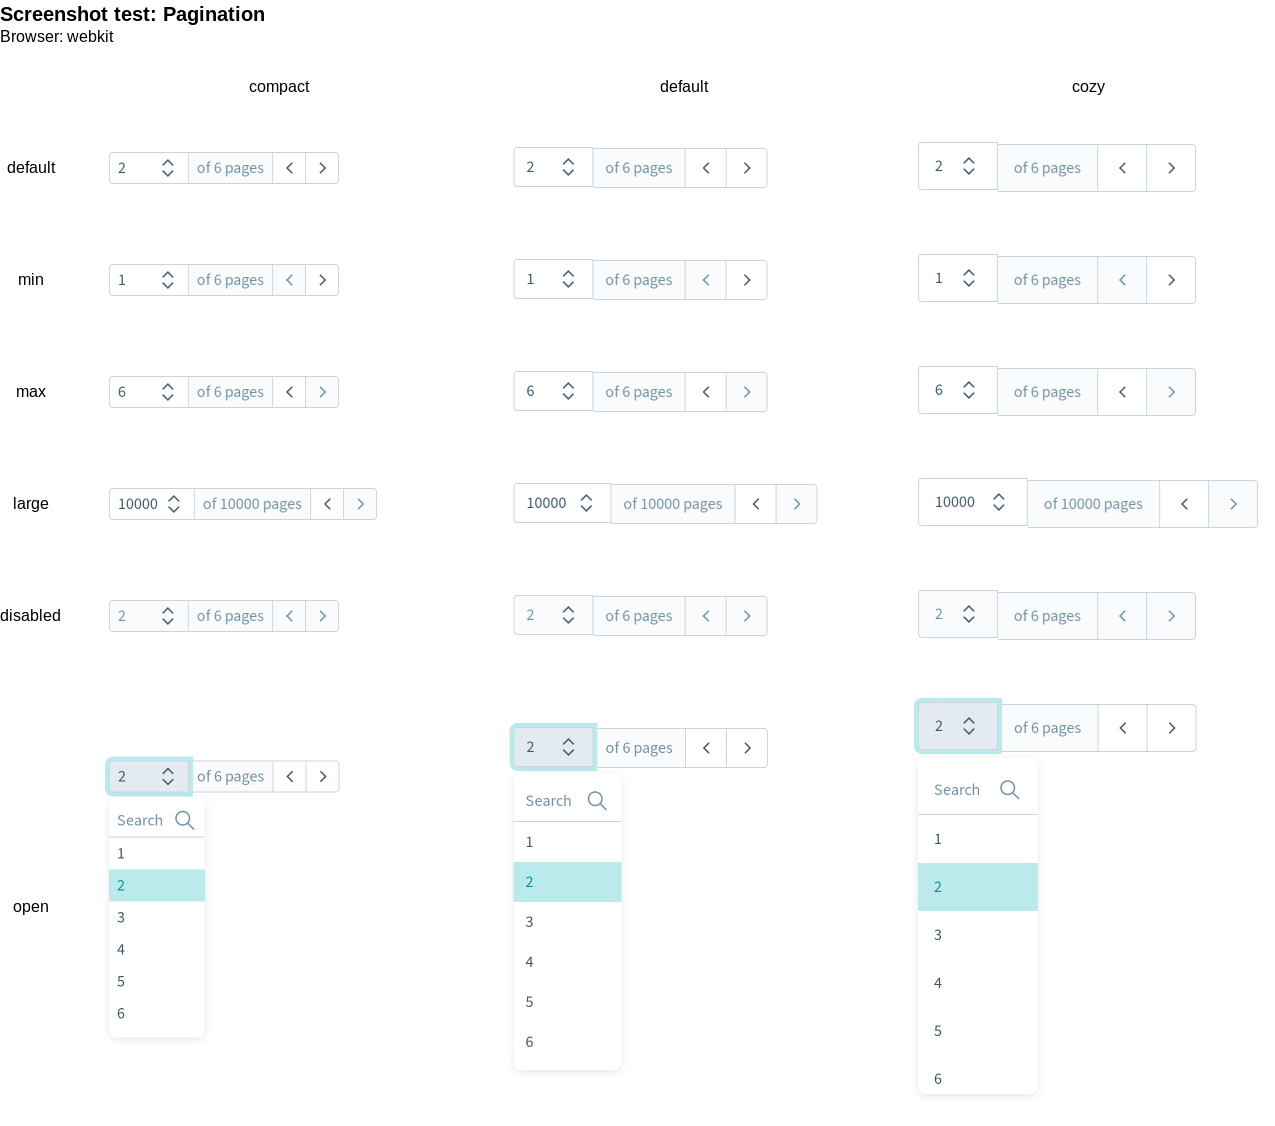 Screenshot test: Pagination
Browser: webkit
compact default cozy
default 2 of 6 pages 2 of 6 pages 2 of 6 pages
min 1 of 6 pages 1 of 6 pages 1 of 6 pages
max 6 of 6 pages 6 of 6 pages 6 of 6 pages
large 10000 of 10000 pages 10000 of 10000 pages 10000 of 10000 pages
disabled 2 of 6 pages 2 of 6 pages 2 of 6 pages
open
2 of 6 pages
Search
1
2
3
4
5
6
2 of 6 pages
Search
1
2
3
4
5
6
2 of 6 pages
Search
1
2
3
4
5
6